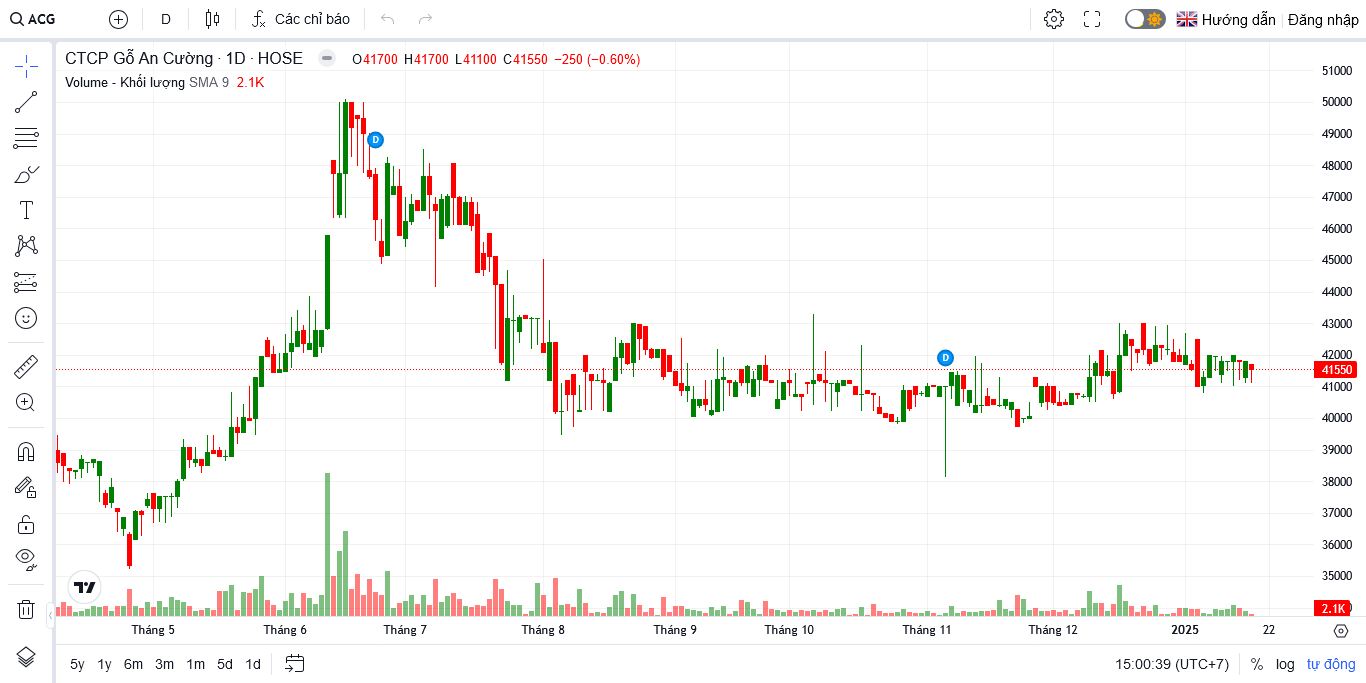 ACG D Các chỉ báo Hướng dẫn Đăng nhập
CTCP Gỗ An Cường · 1D · HOSE O41700 H41700 L41100 C41550 −250 (−0.60%)
Volume - Khối lượng SMA 9 2.1K
51000
50000
D
49000
48000
47000
46000
45000
44000
43000
D
42000
41550
41000
40000
39000
38000
37000
36000
35000
2.1K
Tháng 5 Tháng 6 Tháng 7 Tháng 8 Tháng 9 Tháng 10 Tháng 11 Tháng 12 2025 22
5y 1y 6m 3m 1m 5d 1d 15:00:39 (UTC+7) % log tự động